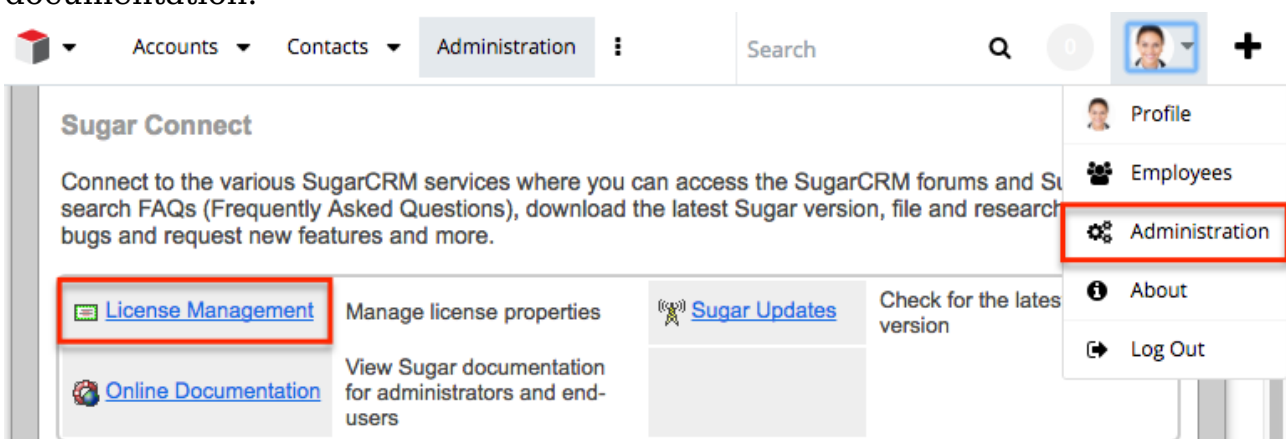 Accounts Contacts Administration Search 0
Sugar Connect
Connect to the various SugarCRM services where you can access the SugarCRM forums and Su
search FAQs (Frequently Asked Questions), download the latest Sugar version, file and research
bugs and request new features and more.
License Management Manage license properties Sugar Updates Check for the lates
version
Online Documentation View Sugar documentation
for administrators and end-
users
Profile
Employees
Administration
About
Log Out